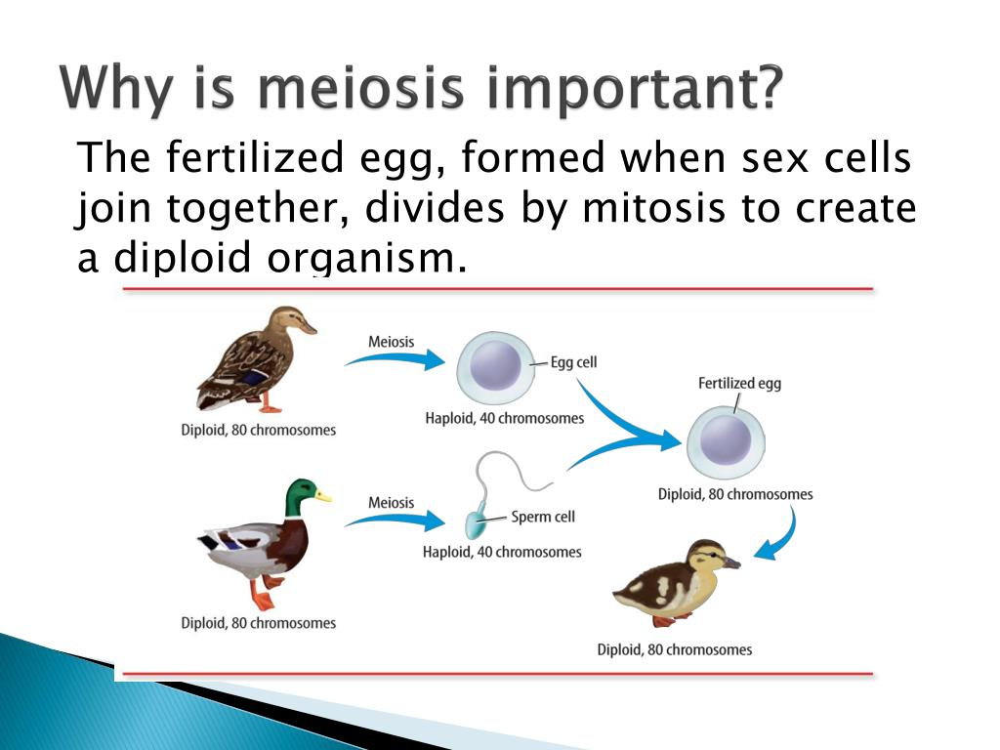 Why is meiosis important?
The fertilized egg, formed when sex cells
join together, divides by mitosis to create
a diploid organism.
Meiosis
Egg cell
Diploid, 80 chromosomes
Haploid, 40 chromosomes
Fertilized egg
Diploid, 80 chromosomes
Meiosis
Sperm cell
Diploid, 80 chromosomes
Haploid, 40 chromosomes
Diploid, 80 chromosomes